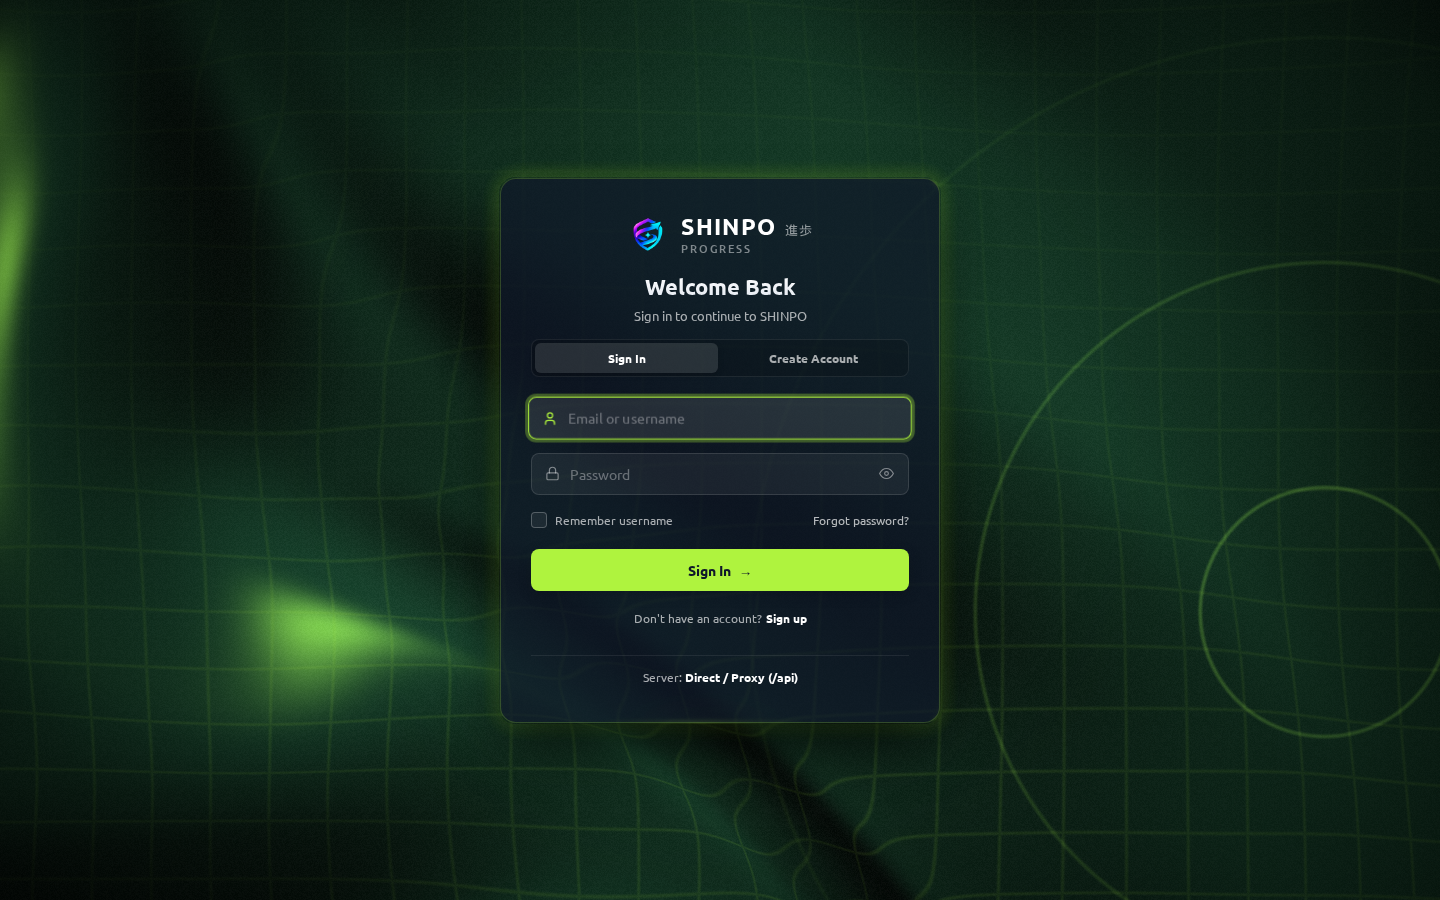 SHINPO 進歩
PROGRESS
Welcome Back
Sign in to continue to SHINPO
Sign In
Create Account
Email or username
Password
Remember username
Forgot password?
Sign In →
Don't have an account? Sign up
Server: Direct / Proxy (/api)